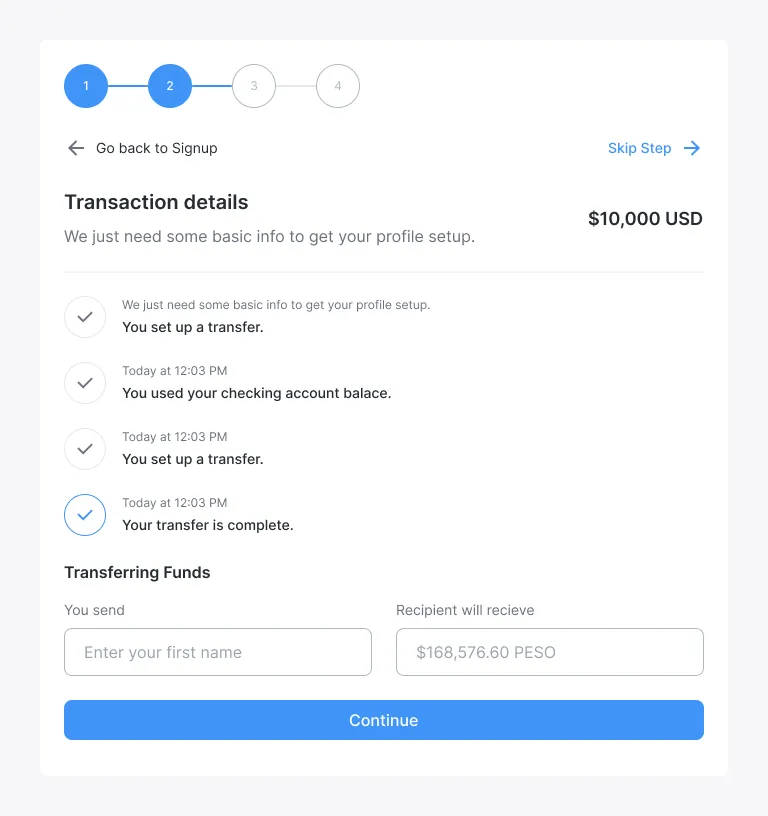 1 2 3 4
Go back to Signup Skip Step
Transaction details
$10,000 USD
We just need some basic info to get your profile setup.
We just need some basic info to get your profile setup.
You set up a transfer.
Today at 12:03 PM
You used your checking account balace.
Today at 12:03 PM
You set up a transfer.
Today at 12:03 PM
Your transfer is complete.
Transferring Funds
You send Recipient will recieve
Enter your first name $168,576.60 PESO
Continue